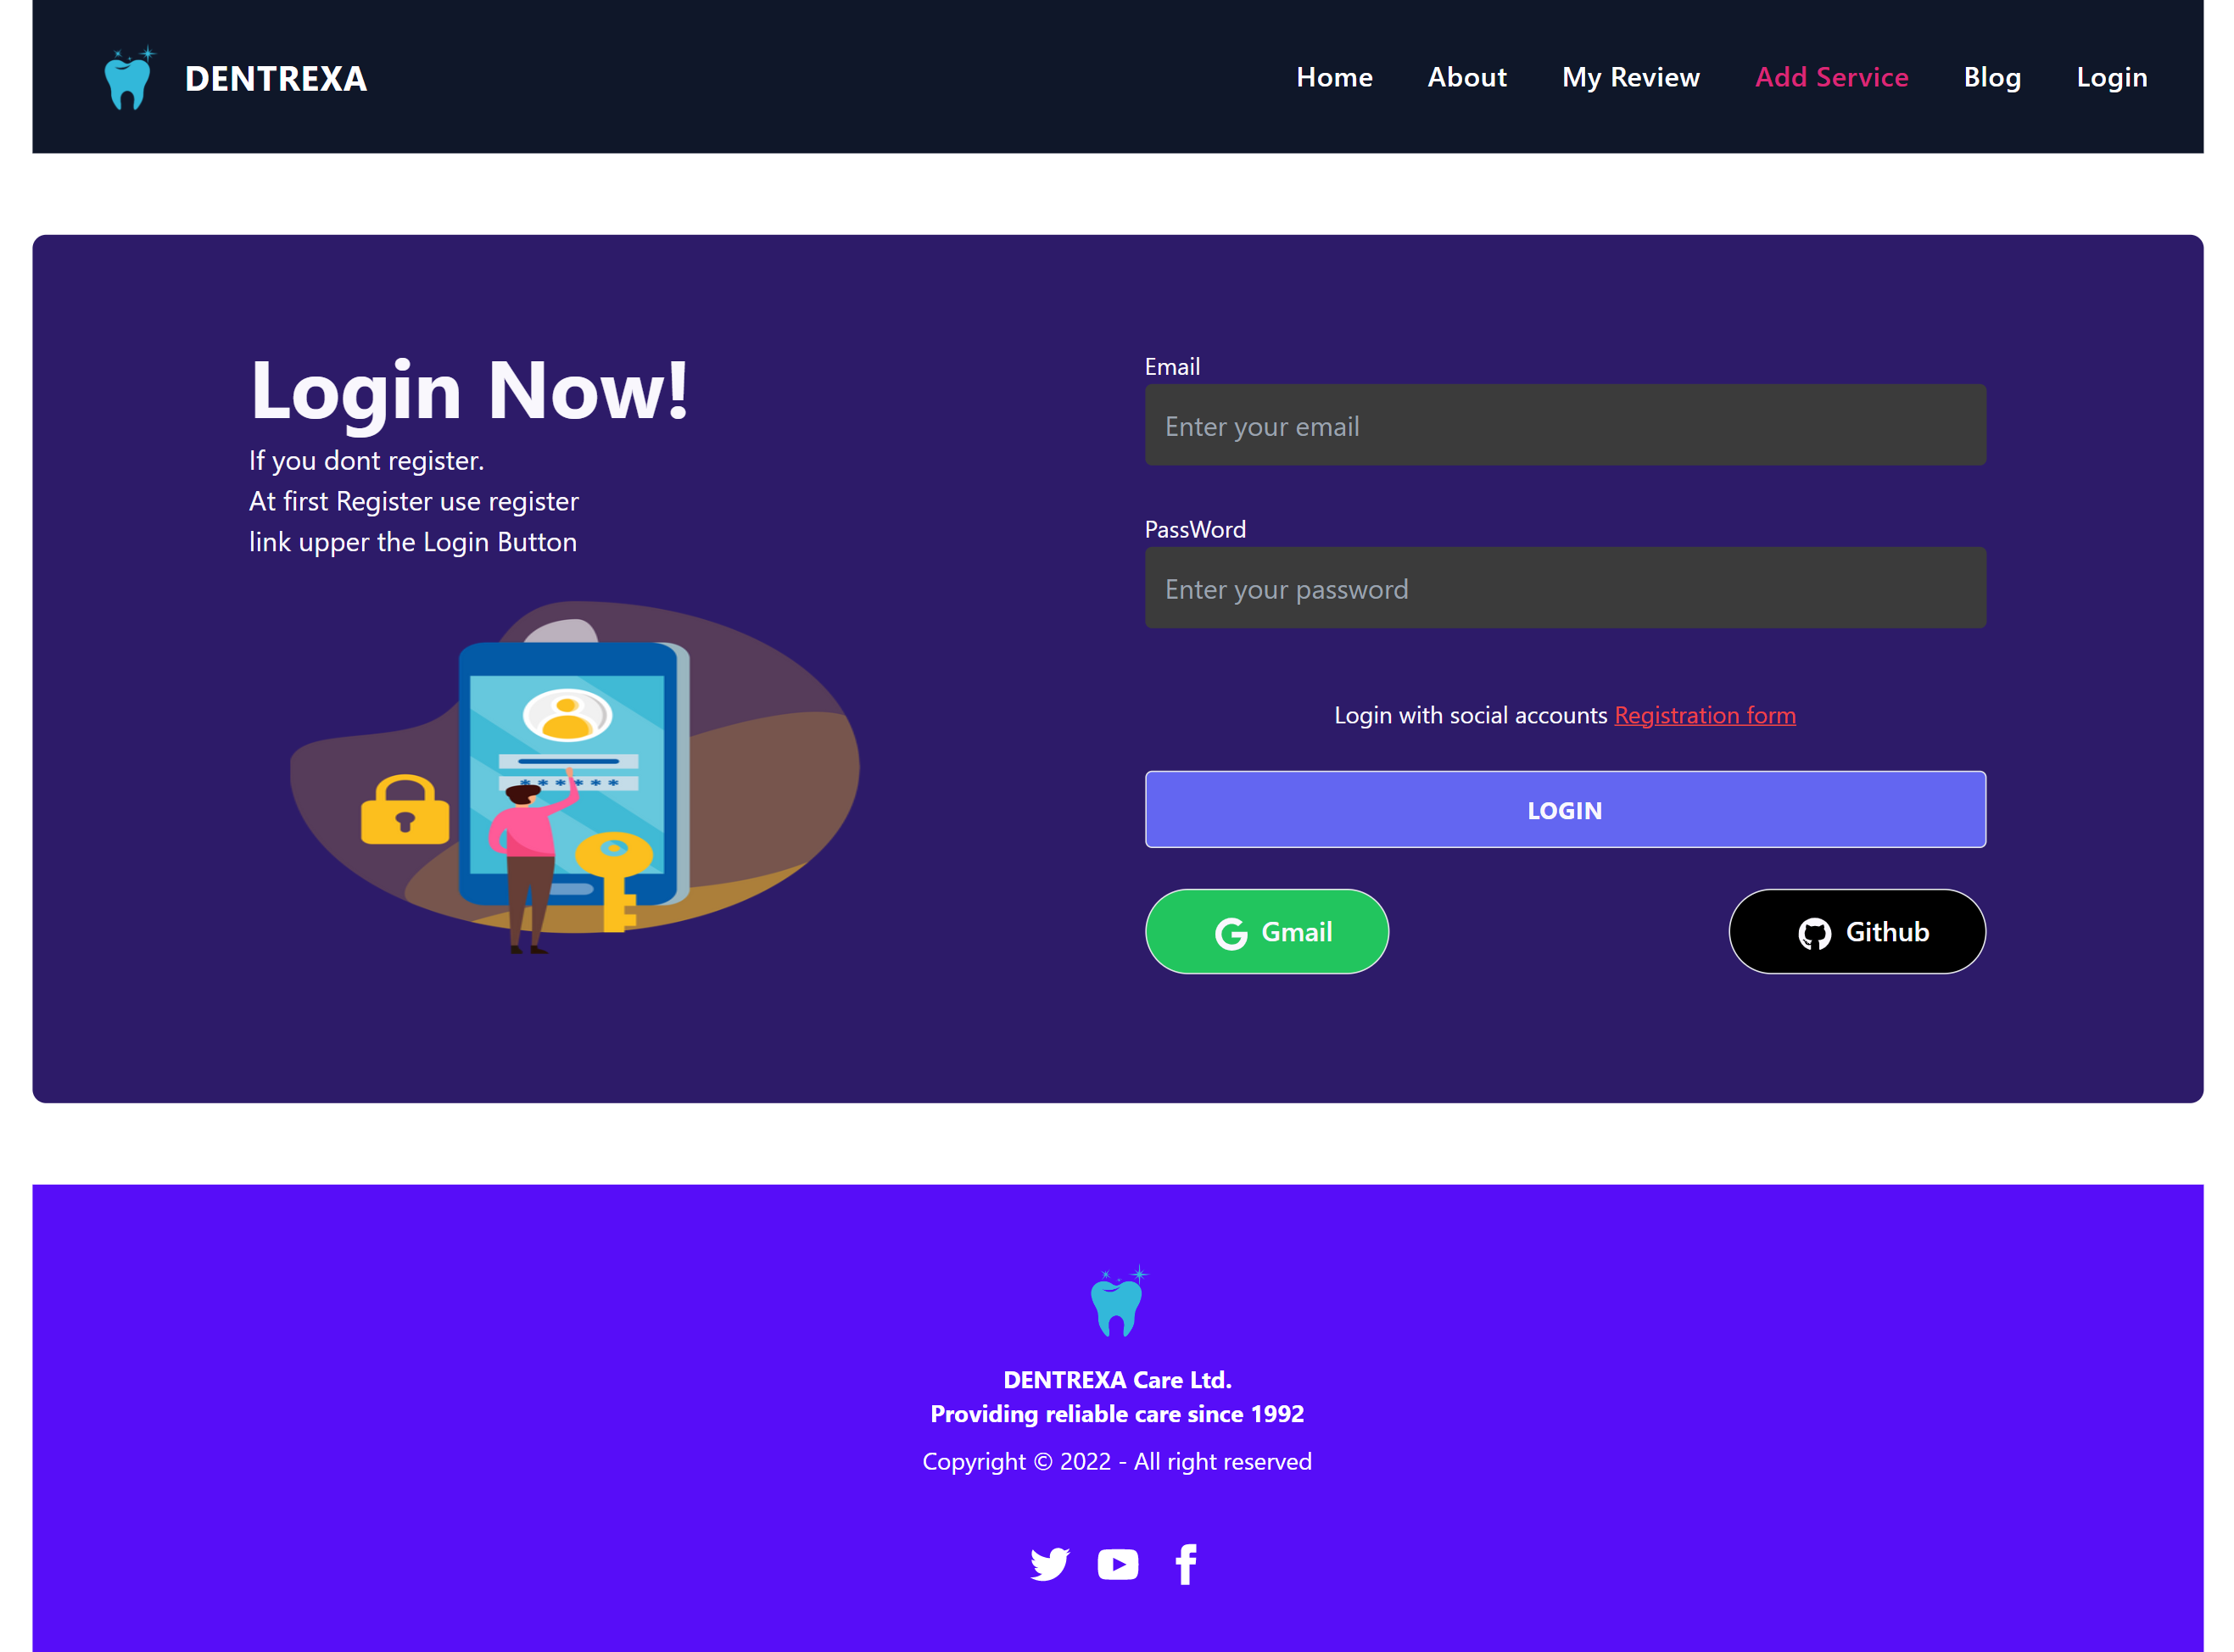 DENTREXA
Home About My Review Add Service Blog Login
Login Now!
If you dont register.
At first Register use register
link upper the Login Button
Email
Enter your email
PassWord
Enter your password
Login with social accounts Registration form
LOGIN
Gmail
Github
DENTREXA Care Ltd.
Providing reliable care since 1992
Copyright © 2022 - All right reserved